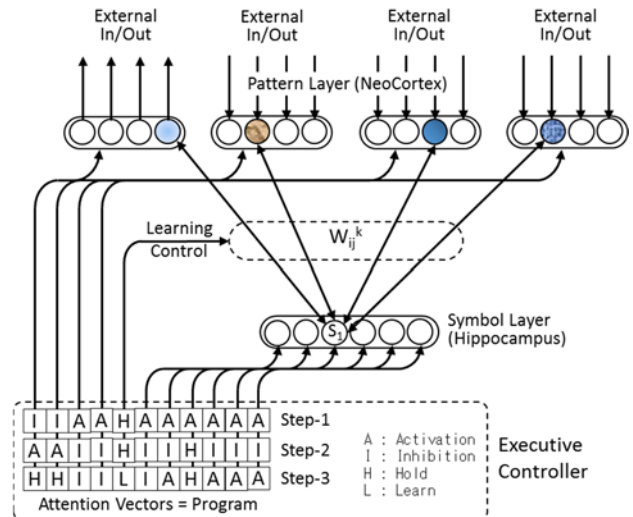 External In/Out
External In/Out
External In/Out
External In/Out
Pattern Layer (NeoCortex)
Learning Control
W_ij^k
S_1
Symbol Layer (Hippocampus)
I I A A H A A A A A A Step-1
A A I I H I I H I I I Step-2
H H I I L I A H A A A Step-3
Attention Vectors = Program
A : Activation
I : Inhibition
H : Hold
L : Learn
Executive Controller